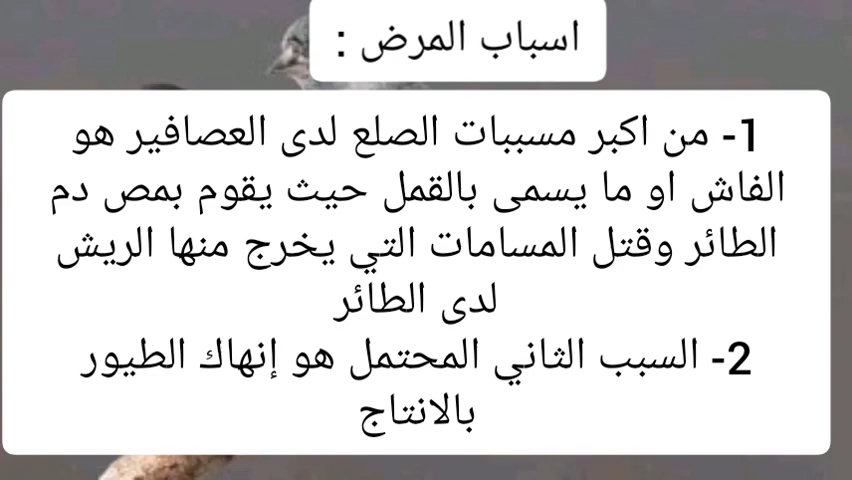 اسباب المرض :
1- من اكبر مسببات الصلع لدى العصافير هو
الفاش او ما يسمى بالقمل حيث يقوم بمص دم
الطائر وقتل المسامات التي يخرج منها الريش
لدى الطائر
2- السبب الثاني المحتمل هو إنهاك الطيور
بالانتاج